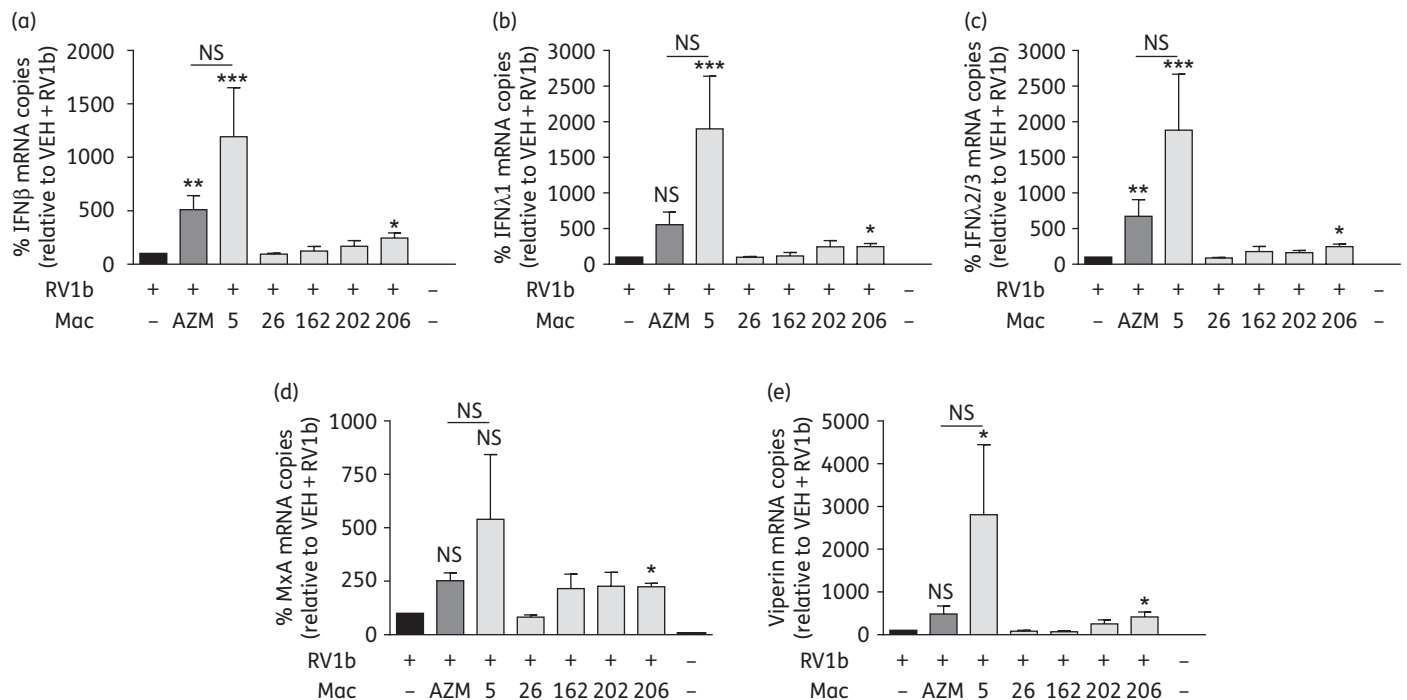 (a)
% IFNβ mRNA copies
(relative to VEH + RV1b)
2000
1500
1000
500
0
NS
**
***
*
RV1b + + + + + + + –
Mac – AZM 5 26 162 202 206 –
(b)
% IFNλ1 mRNA copies
(relative to VEH + RV1b)
3000
2500
2000
1500
1000
500
0
NS
NS
***
*
RV1b + + + + + + + –
Mac – AZM 5 26 162 202 206 –
(c)
% IFNλ2/3 mRNA copies
(relative to VEH + RV1b)
3000
2500
2000
1500
1000
500
0
NS
**
***
*
RV1b + + + + + + + –
Mac – AZM 5 26 162 202 206 –
(d)
% MxA mRNA copies
(relative to VEH + RV1b)
1000
750
500
250
0
NS
NS
NS
*
RV1b + + + + + + + –
Mac – AZM 5 26 162 202 206 –
(e)
Viperin mRNA copies
(relative to VEH + RV1b)
5000
4000
3000
2000
1000
0
NS
NS
*
*
RV1b + + + + + + + –
Mac – AZM 5 26 162 202 206 –